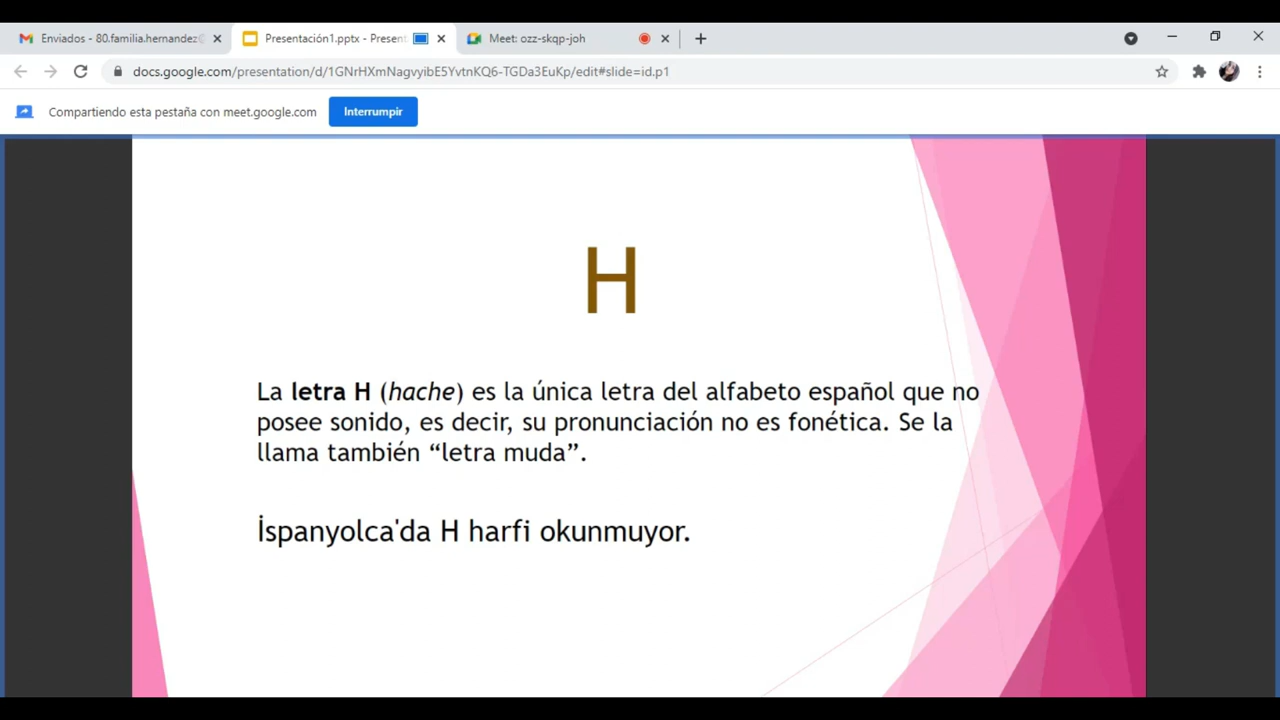 Enviados - 80.familia.hernandez@
Presentación1.pptx - Present
Meet: ozz-skqp-joh
docs.google.com/presentation/d/1GNrHXmNagvyibE5YvtnKQ6-TGDa3EuKp/edit#slide=id.p1
Compartiendo esta pestaña con meet.google.com
Interrumpir
H
La letra H (hache) es la única letra del alfabeto español que no
posee sonido, es decir, su pronunciación no es fonética. Se la
llama también “letra muda”.
İspanyolca'da H harfi okunmuyor.